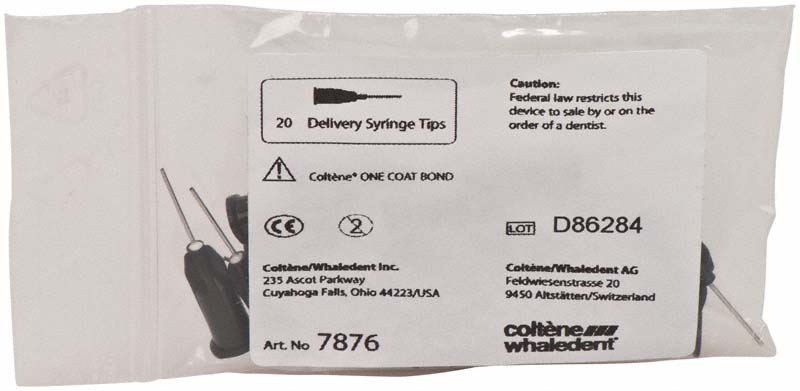 20 Delivery Syringe Tips
Caution:
Federal law restricts this
device to sale by or on the
order of a dentist.
Coltène® ONE COAT BOND
CE
2
LOT D86284
Coltène/Whaledent Inc.
235 Ascot Parkway
Cuyahoga Falls, Ohio 44223/USA
Coltène/Whaledent AG
Feldwiesenstrasse 20
9450 Altstätten/Switzerland
Art. No 7876
coltène
whaledent®